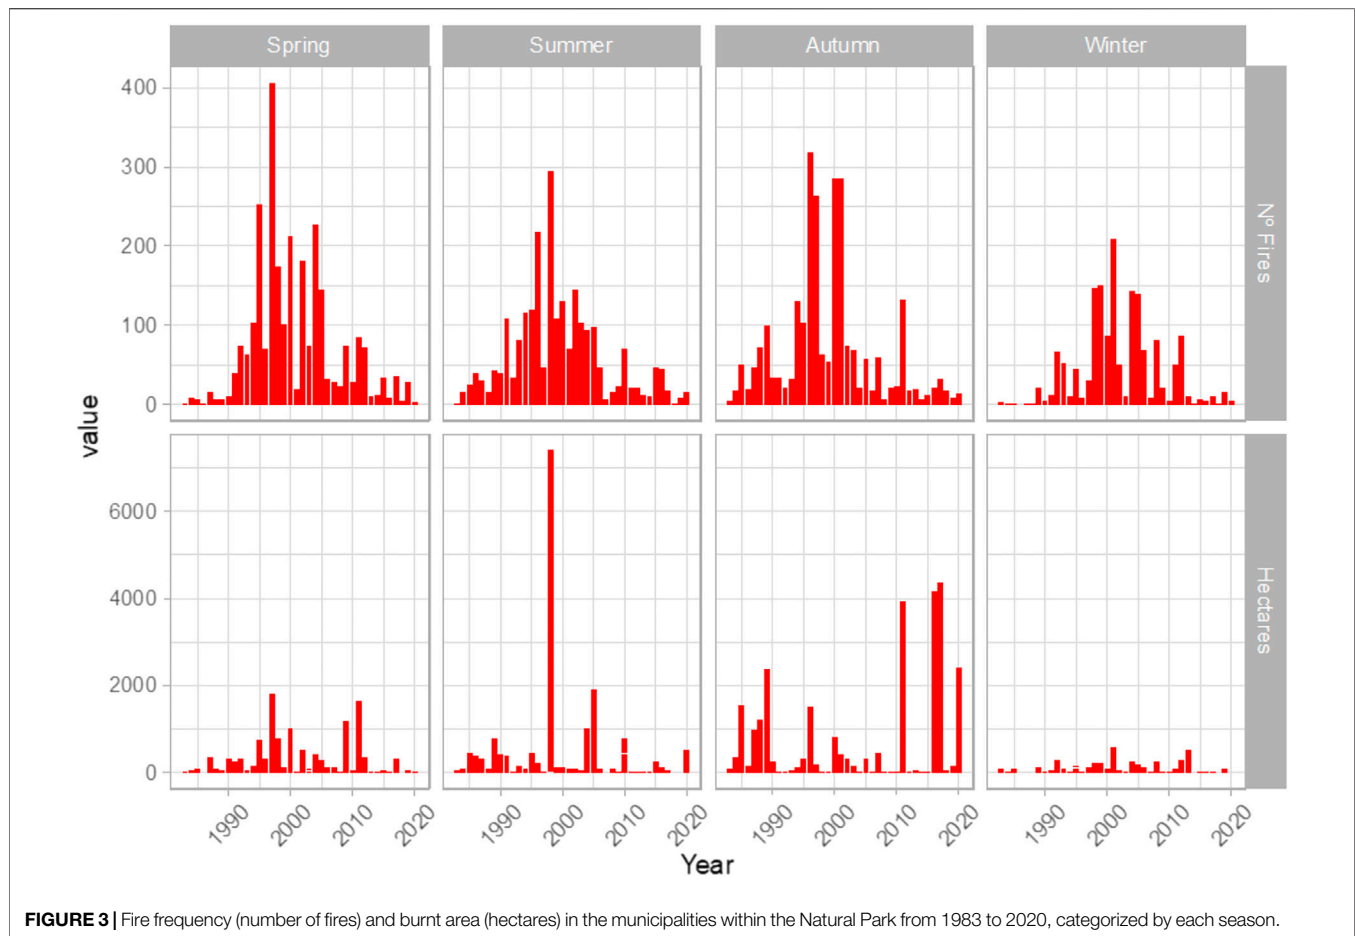 Spring Summer Autumn Winter
400
300
200
100
0
Nº Fires
value
6000
4000
2000
0
Hectares
1990 2000 2010 2020 1990 2000 2010 2020 1990 2000 2010 2020 1990 2000 2010 2020
Year
FIGURE 3 | Fire frequency (number of fires) and burnt area (hectares) in the municipalities within the Natural Park from 1983 to 2020, categorized by each season.